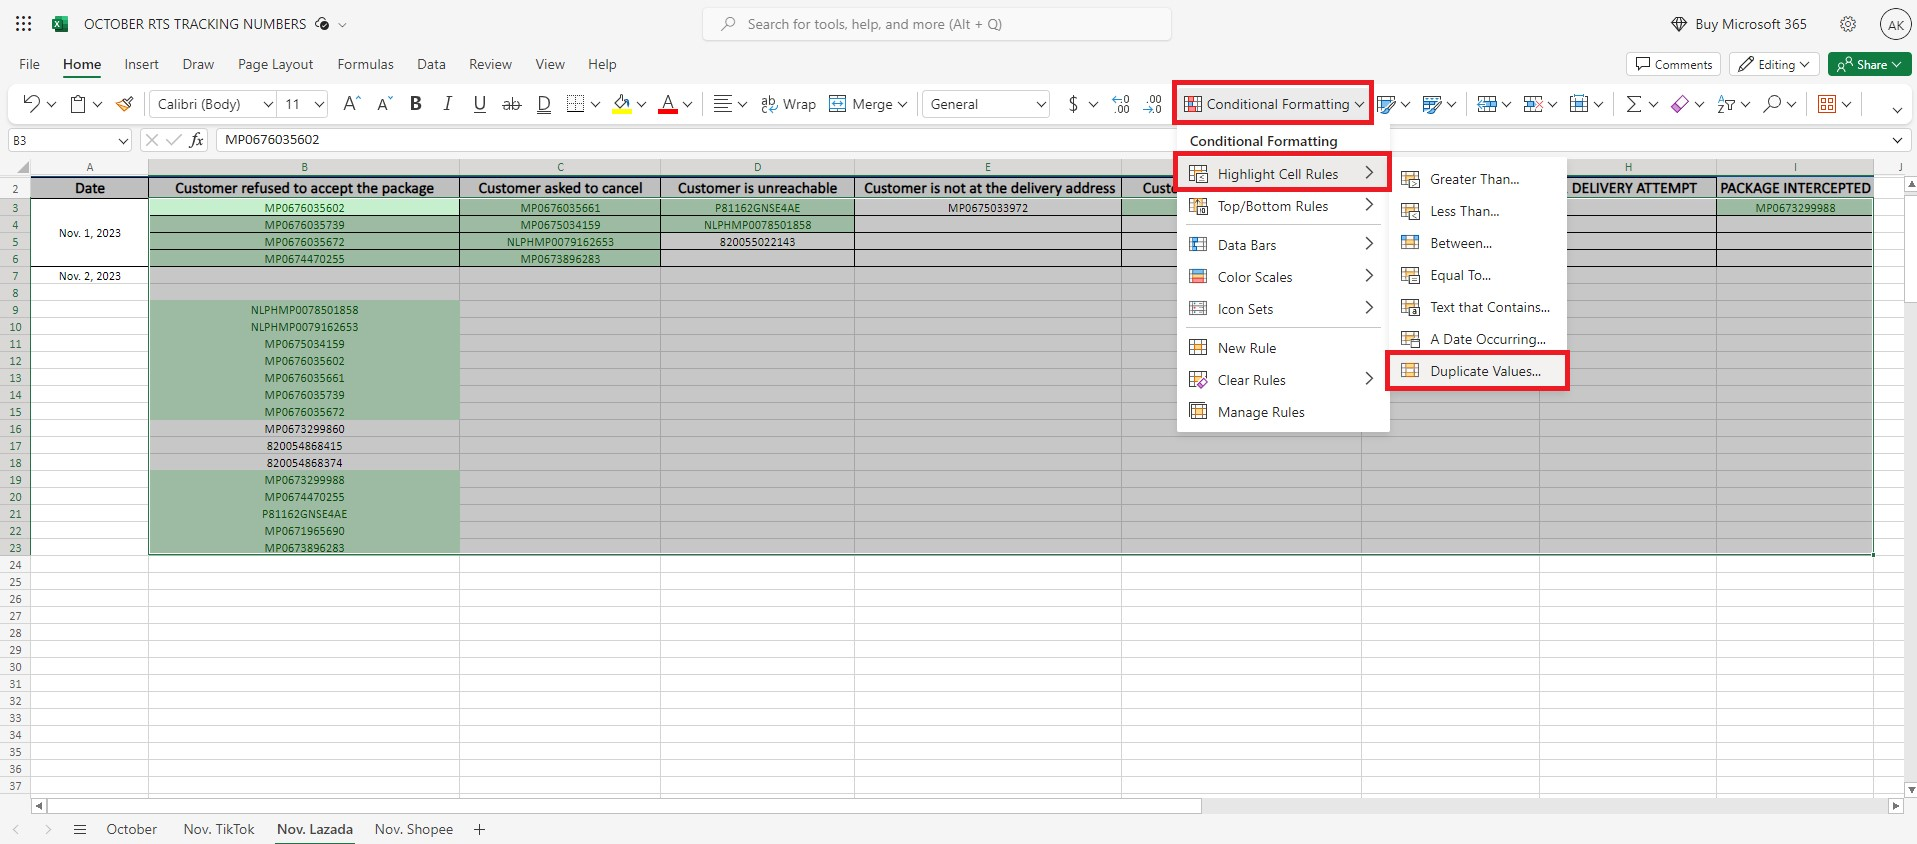 OCTOBER RTS TRACKING NUMBERS
Search for tools, help, and more (Alt + Q)
Buy Microsoft 365
AK
File Home Insert Draw Page Layout Formulas Data Review View Help
Comments Editing Share
Calibri (Body) 11 A A B I U ab D A ab Wrap Merge General $ .00 Conditional Formatting
B3 fx MP0676035602
Conditional Formatting
A B C D E H I J
2 Date Customer refused to accept the package Customer asked to cancel Customer is unreachable Customer is not at the delivery address DELIVERY ATTEMPT PACKAGE INTERCEPTED
3 MP0676035602 MP0676035661 P81162GNSE4AE MP0675033972 MP0673299988
Nov. 1, 2023
4 MP0676035739 MP0675034159 NLPHMP0078501858
5 MP0676035672 NLPHMP0079162653 820055022143
6 MP0674470255 MP0673896283
7 Nov. 2, 2023
8
9 NLPHMP0078501858
10 NLPHMP0079162653
11 MP0675034159
12 MP0676035602
13 MP0676035661
14 MP0676035739
15 MP0676035672
16 MP0673299860
17 820054868415
18 820054868374
19 MP0673299988
20 MP0674470255
21 P81162GNSE4AE
22 MP0671965690
23 MP0673896283
24
25
26
27
28
29
30
31
32
33
34
35
36
37
Highlight Cell Rules
Top/Bottom Rules
Data Bars
Color Scales
Icon Sets
New Rule
Clear Rules
Manage Rules
Greater Than...
Less Than...
Between...
Equal To...
Text that Contains...
A Date Occurring...
Duplicate Values...
October Nov. TikTok Nov. Lazada Nov. Shopee